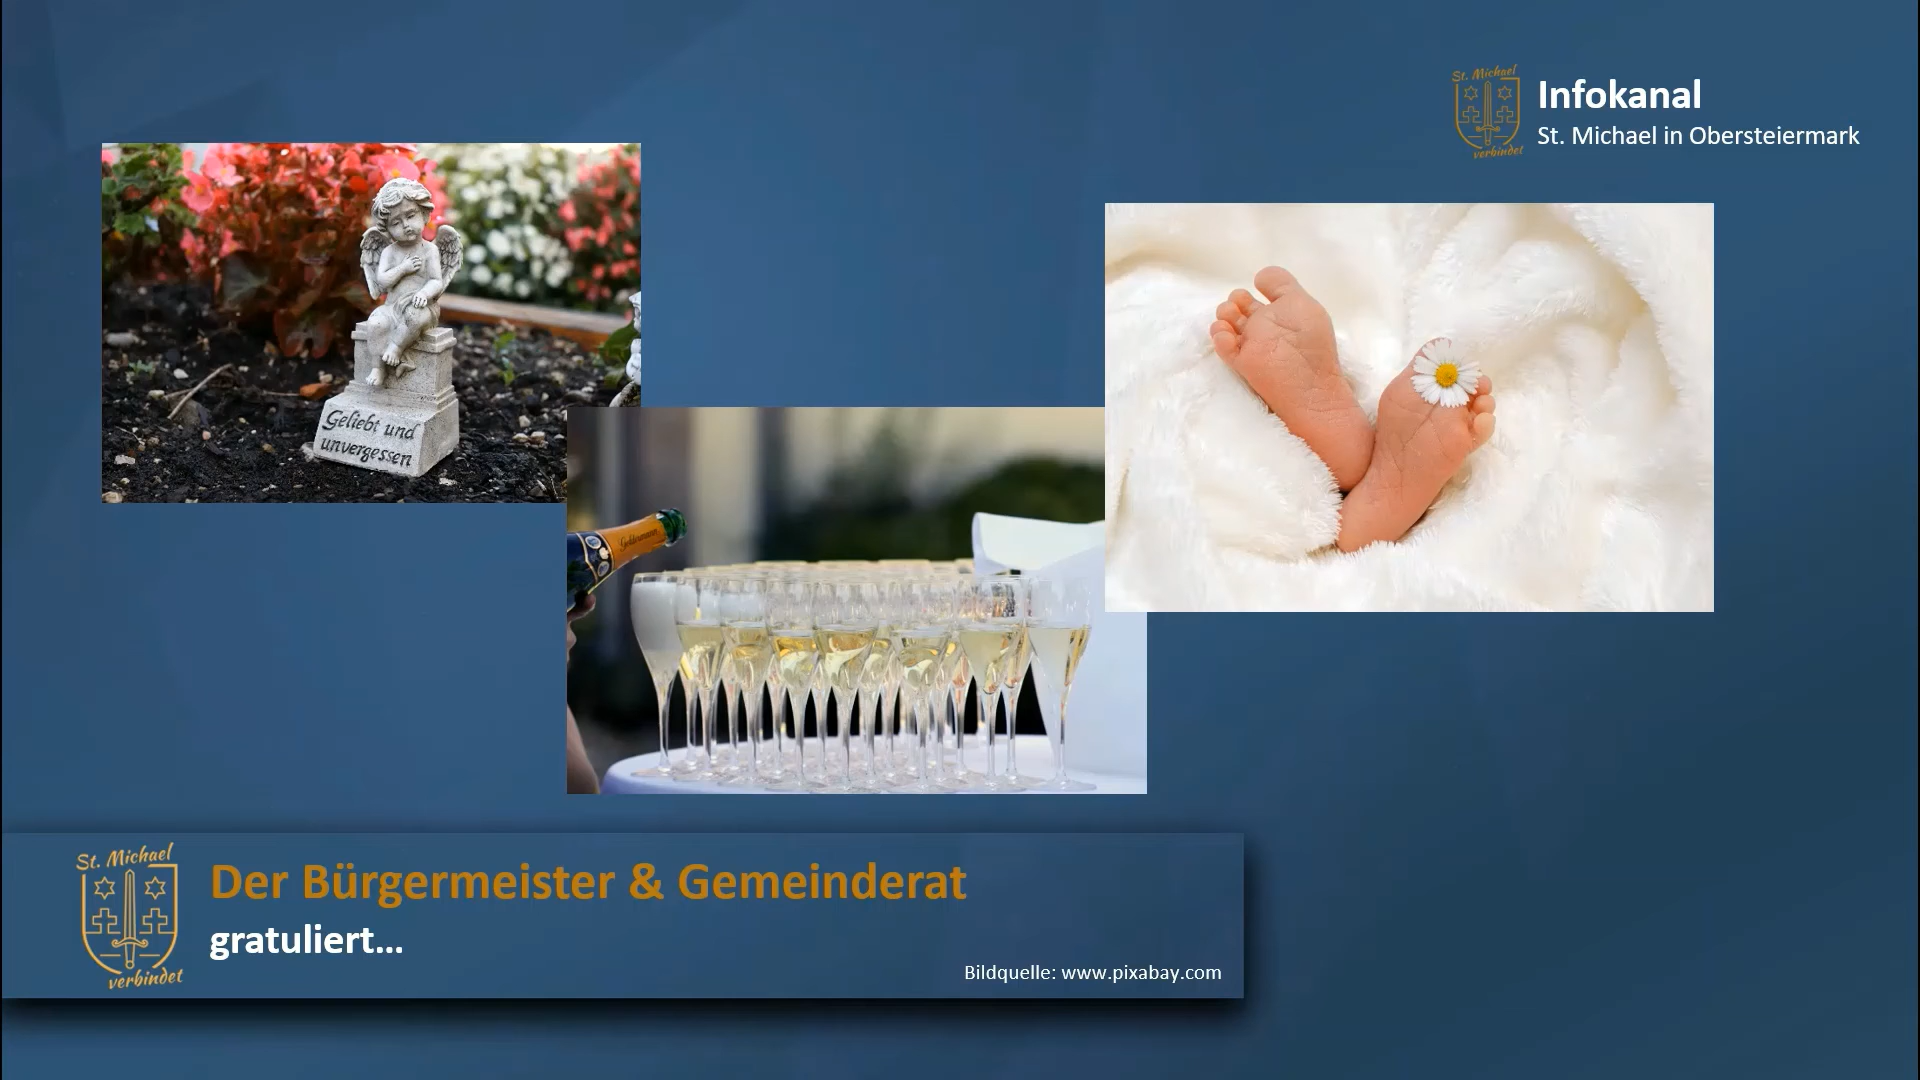 St. Michael
verbindet
Infokanal
St. Michael in Obersteiermark
Geliebt und
unvergessen
Geldermann
St. Michael
verbindet
Der Bürgermeister & Gemeinderat
gratuliert...
Bildquelle: www.pixabay.com